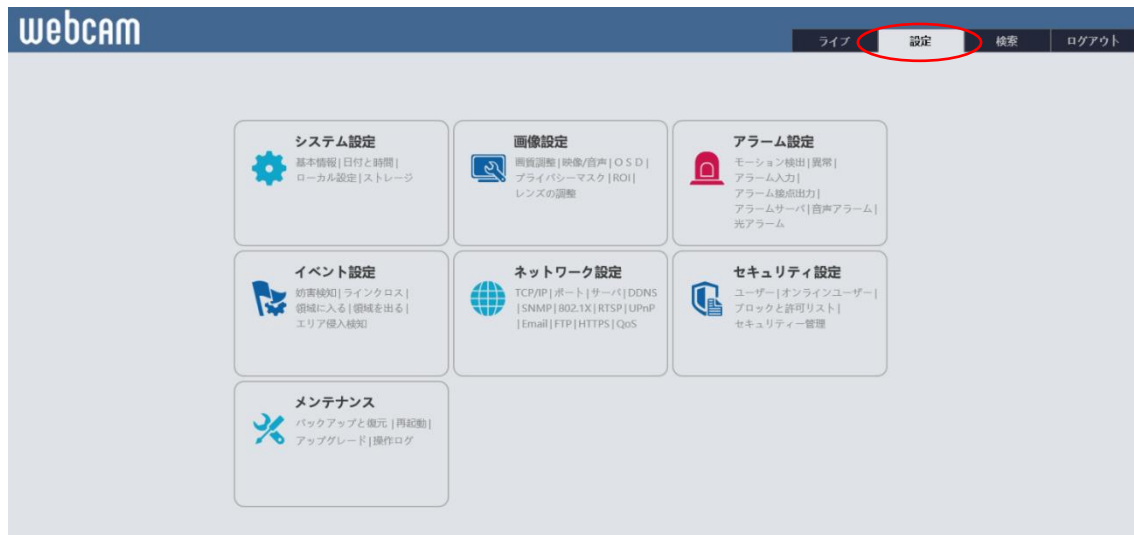 webcam
ライブ 設定 検索 ログアウト
システム設定
基本情報|日付と時間|
ローカル設定|ストレージ
画像設定
画質調整|映像/音声|OSD|
プライバシーマスク|ROI|
レンズの調整
アラーム設定
モーション検出|異常|
アラーム入力|
アラーム接点出力|
アラームサーバ|音声アラーム|
光アラーム
イベント設定
妨害検知|ラインクロス|
領域に入る|領域を出る|
エリア侵入検知
ネットワーク設定
TCP/IP|ポート|サーバ|DDNS
|SNMP|802.1X|RTSP|UPnP
|Email|FTP|HTTPS|QoS
セキュリティ設定
ユーザー|オンラインユーザー|
ブロックと許可リスト|
セキュリティー管理
メンテナンス
バックアップと復元 |再起動|
アップグレード|操作ログ